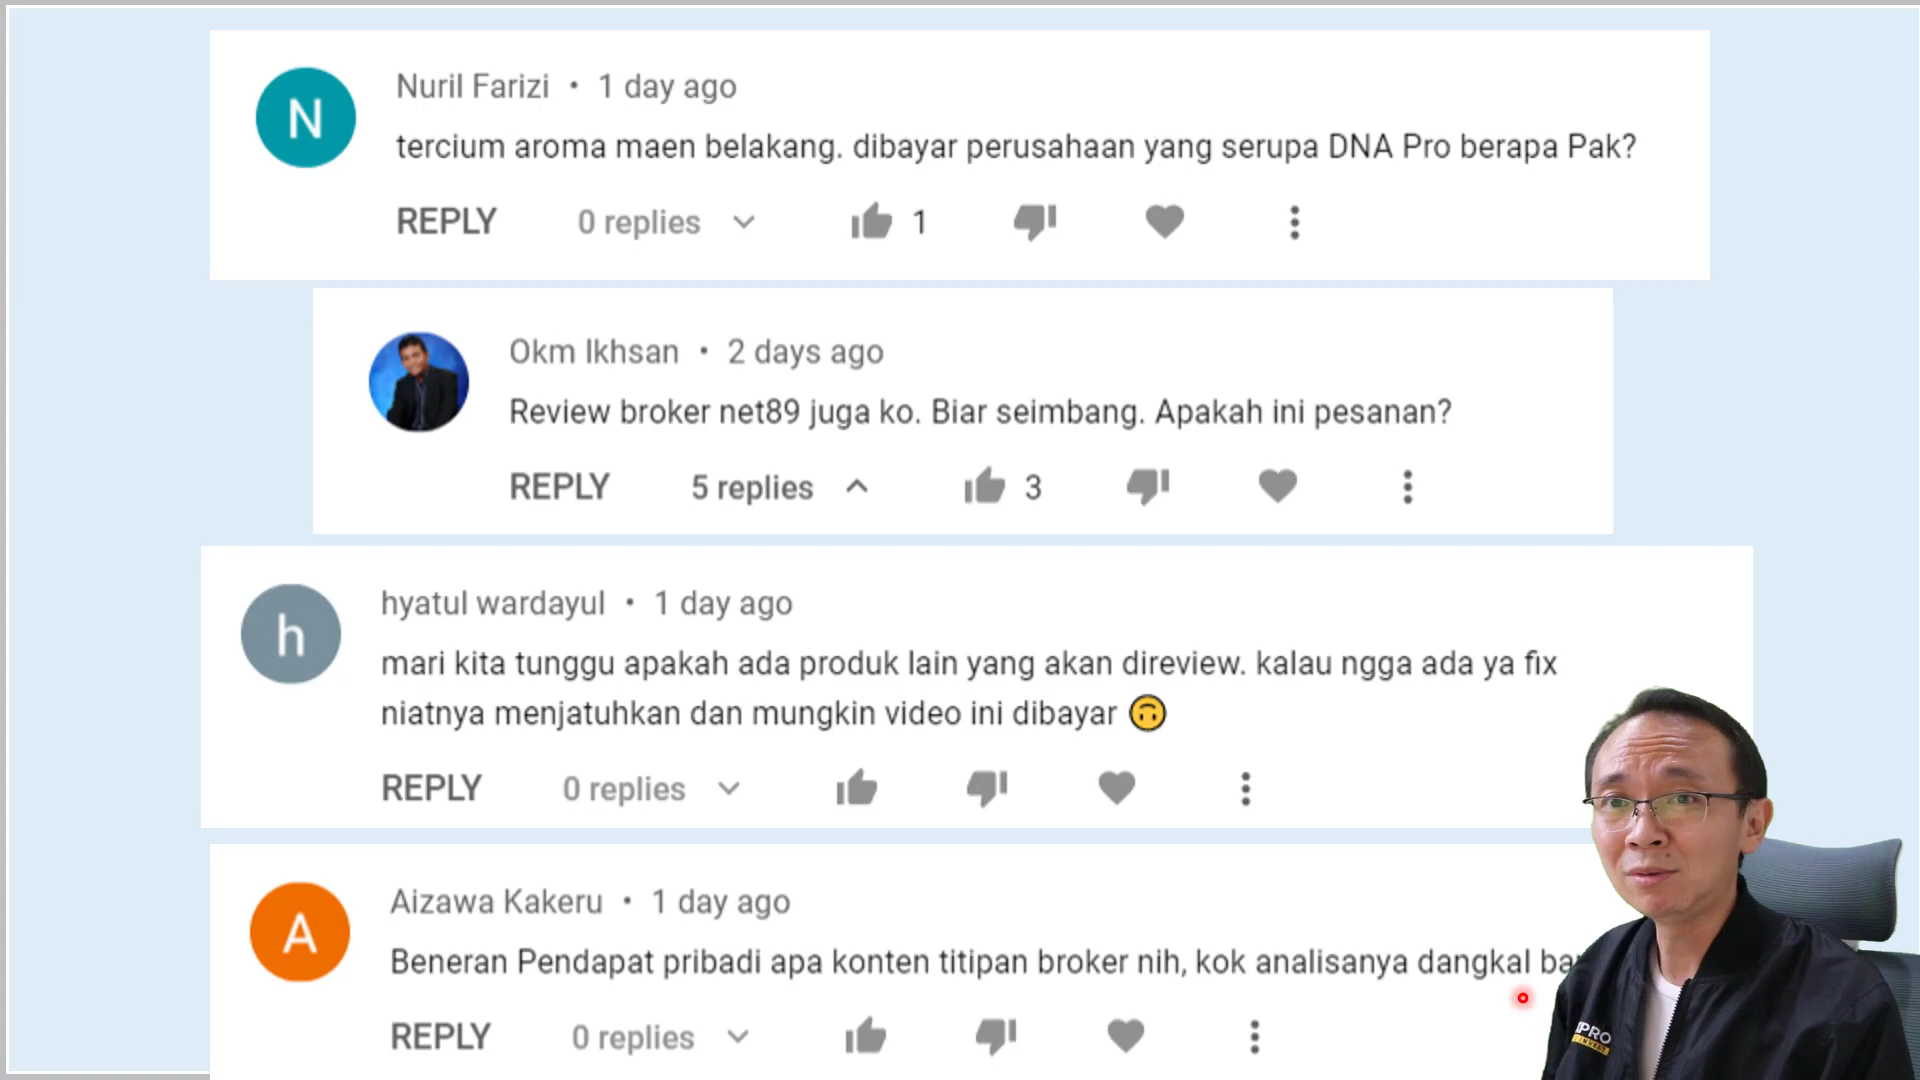 N
Nuril Farizi • 1 day ago
tercium aroma maen belakang. dibayar perusahaan yang serupa DNA Pro berapa Pak?
REPLY 0 replies 1
Okm Ikhsan • 2 days ago
Review broker net89 juga ko. Biar seimbang. Apakah ini pesanan?
REPLY 5 replies 3
h
hyatul wardayul • 1 day ago
mari kita tunggu apakah ada produk lain yang akan direview. kalau ngga ada ya fix
niatnya menjatuhkan dan mungkin video ini dibayar 🙃
REPLY 0 replies
A
Aizawa Kakeru • 1 day ago
Beneran Pendapat pribadi apa konten titipan broker nih, kok analisanya dangkal
REPLY 0 replies
PRO
INVEST